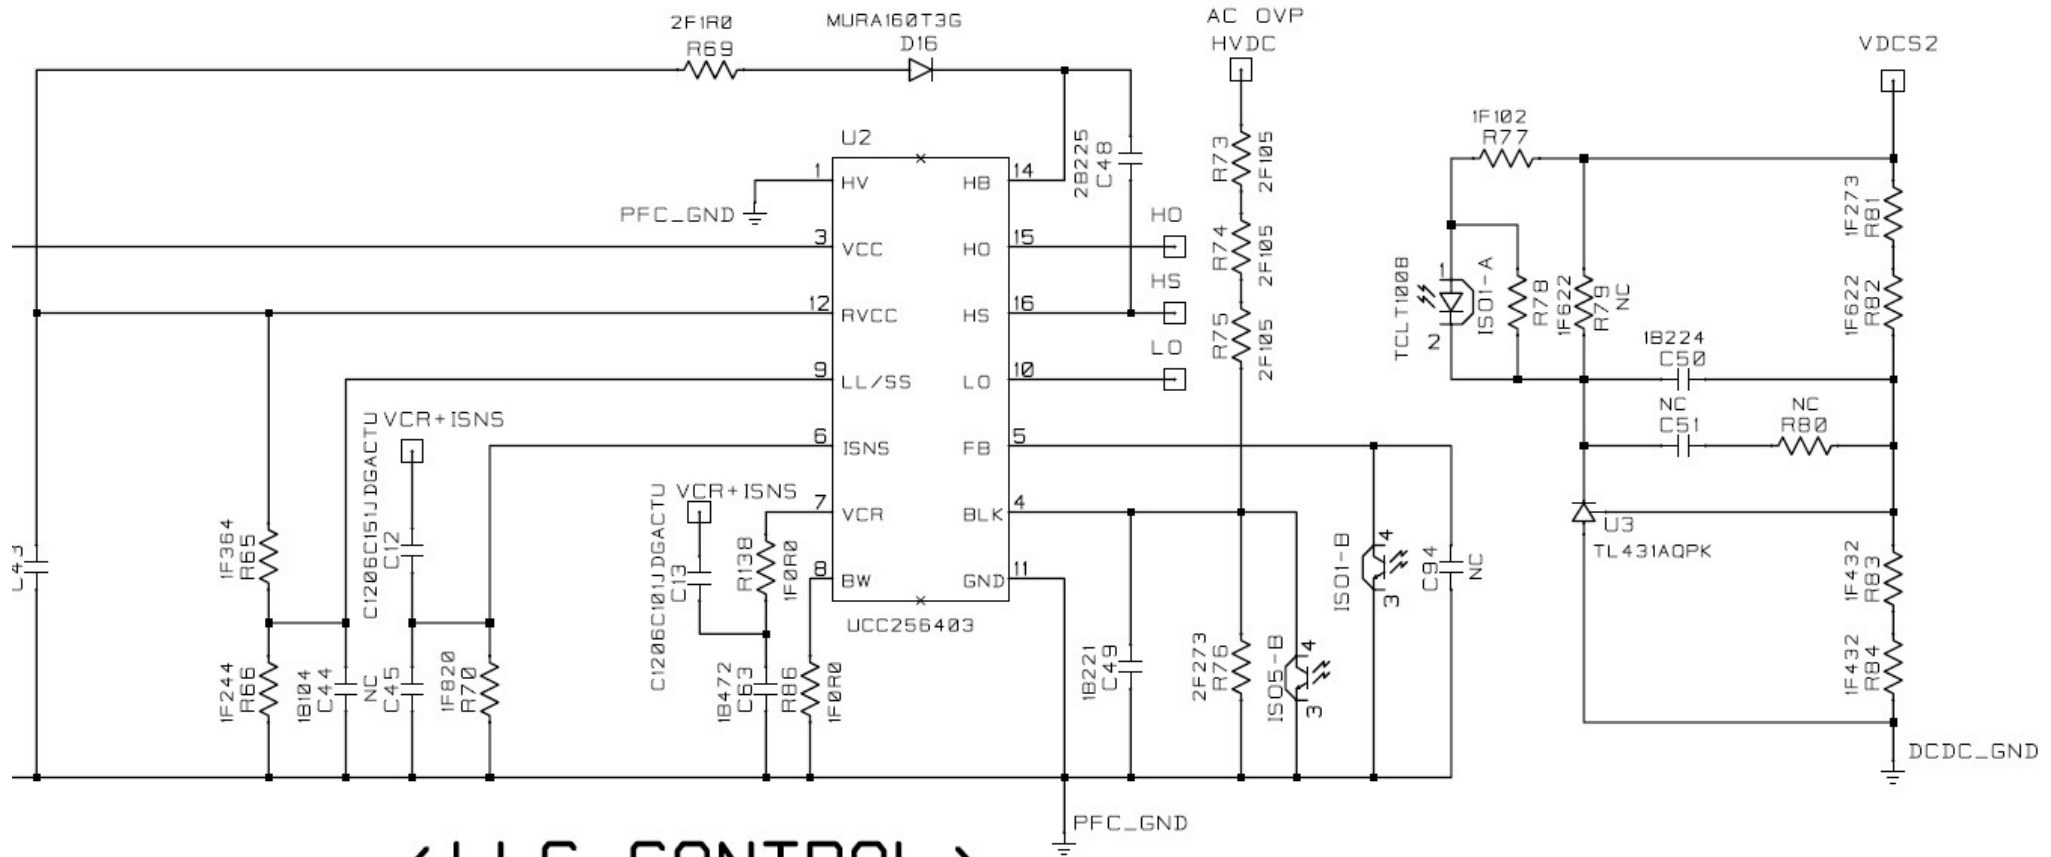 2F1R0
R69
MURA160T3G
D16
AC OVP
HVDC
VDCS2
U2
2B225
C48
R73
2F105
1F102
R77
1 HV
PFC_GND
HB 14
HO
R74
2F105
1F273
R81
3 VCC
HO 15
HS
TCLT1008
1
2
ISO1-A
R78
1F622
R79
NC
1F622
R82
12 RVCC
HS 16
LO
R75
2F105
1B224
C50
9 LL/SS
LO 10
NC
C51
NC
R80
VCR+ISNS
C1206C151JDGACTU
C12
6 ISNS
FB 5
VCR+ISNS
C1206C101JDGACTU
C13
7 VCR
BLK 4
U3
TL431AQPK
1F364
R65
R138
1F0R0
8 BW
GND 11
ISO1-B
4
3
C94
NC
1F432
R83
UCC256403
1F244
R66
1B104
C44
NC
C45
1F820
R70
1B472
C63
R86
1F0R0
1B221
C49
2F273
R76
ISO5-B
4
3
1F432
R84
DCDC_GND
PFC_GND
< LLC CONTROL >